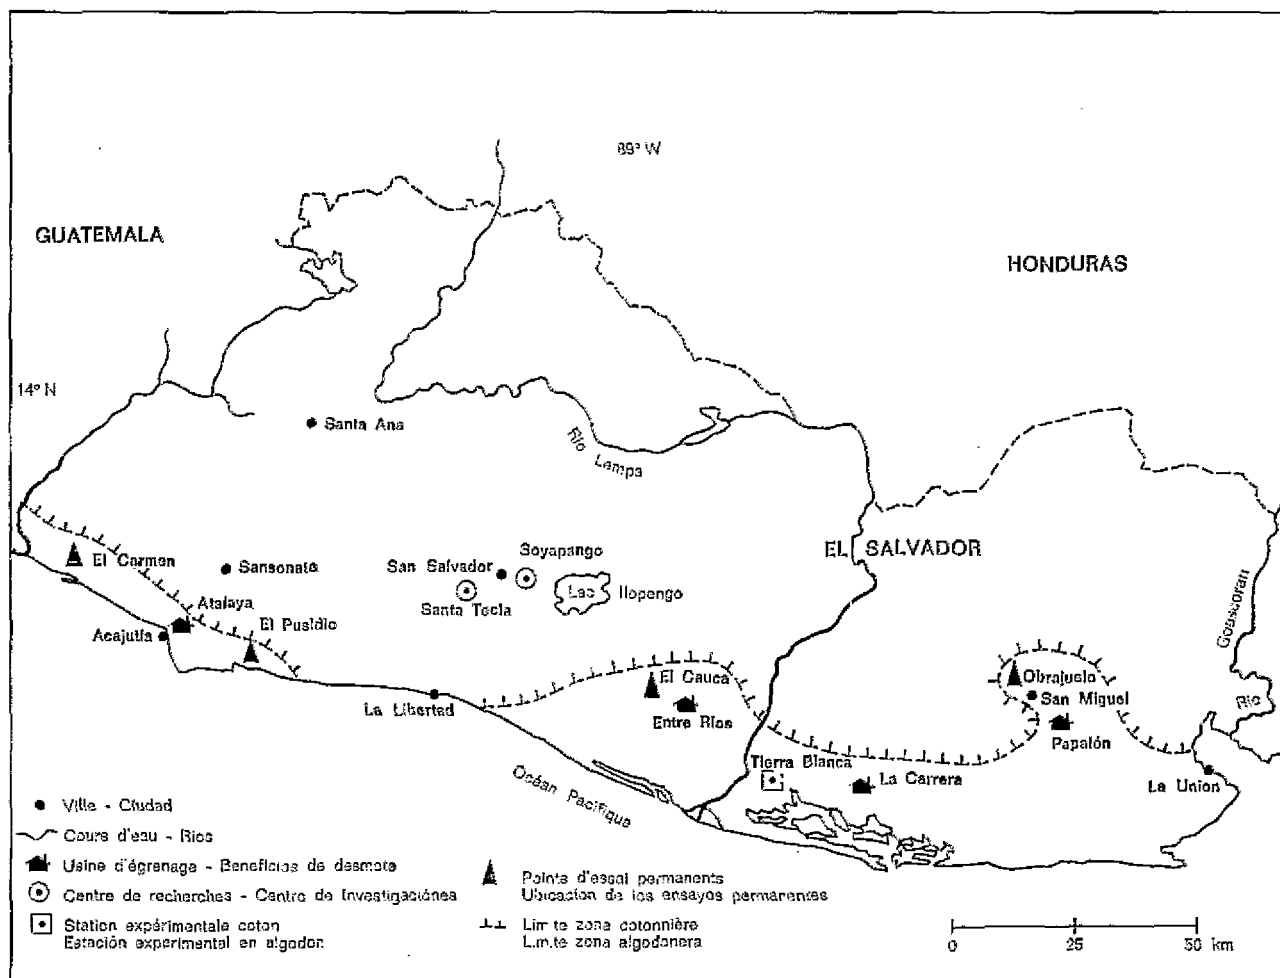 89° W
GUATEMALA
HONDURAS
14° N
Santa Ana
Río Lempa
EL SALVADOR
El Carmen
Sansonate
San Salvador
Soyapango
Santa Tecla
Lac Ilopengo
Atalaya
Acajutla
El Pusidio
Goascoran
Río
El Cauca
Entre Ríos
Obrajuelo
San Miguel
Papalón
La Libertad
Tierra Blanca
La Carrera
La Union
Océan Pacifique
Ville - Ciudad
Cours d'eau - Rios
Usine d'égrenage - Beneficios de desmote
Centre de recherches - Centro de Investigaciónes
Station expérimentale coton
Estación experimental en algodon
Points d'essai permanents
Ubicacion de los ensayos permanentes
Limite zone cotonnière
Limite zona algodonera
0 25 50 km